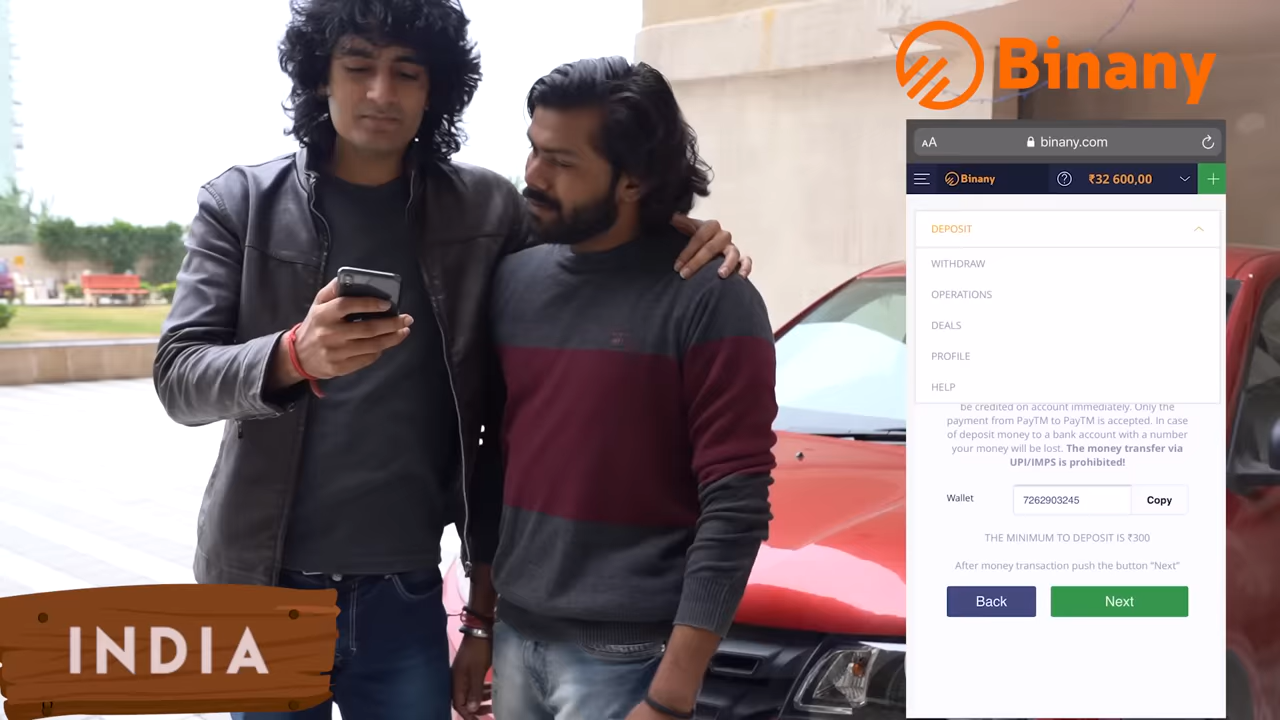 Binany
AA
binany.com
Binany
?
₹32 600,00
+
DEPOSIT
WITHDRAW
OPERATIONS
DEALS
PROFILE
HELP
be credited on account immediately. Only the
payment from PayTM to PayTM is accepted. In case
of deposit money to a bank account with a number
your money will be lost. The money transfer via
UPI/IMPS is prohibited!
Wallet
7262903245
Copy
THE MINIMUM TO DEPOSIT IS ₹300
After money transaction push the button “Next”
Back
Next
INDIA